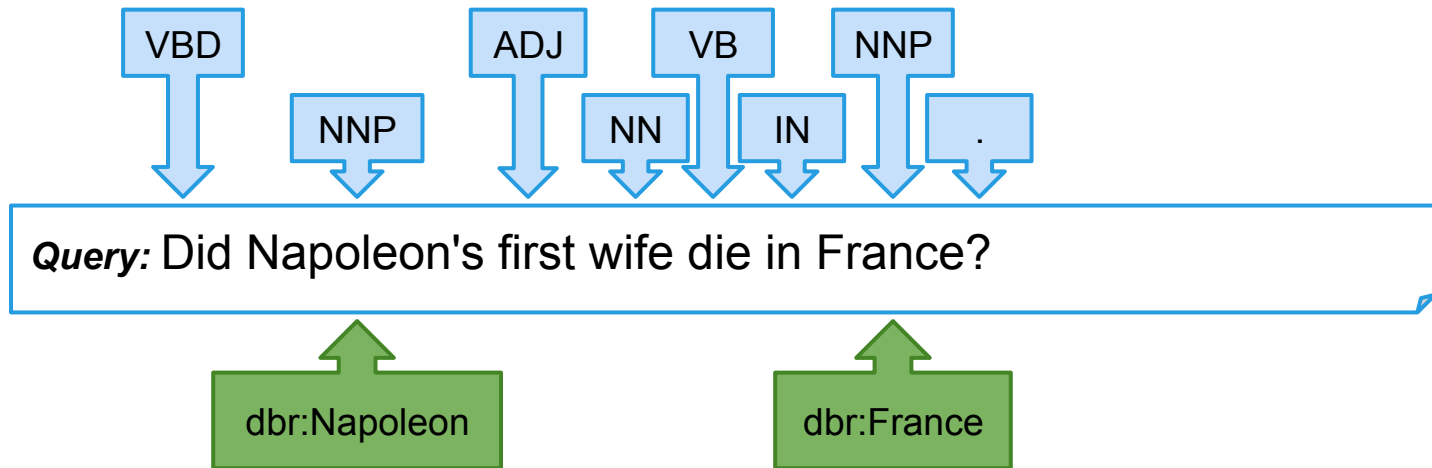 VBD ADJ VB NNP
NNP NN IN .
Query: Did Napoleon's first wife die in France?
dbr:Napoleon dbr:France